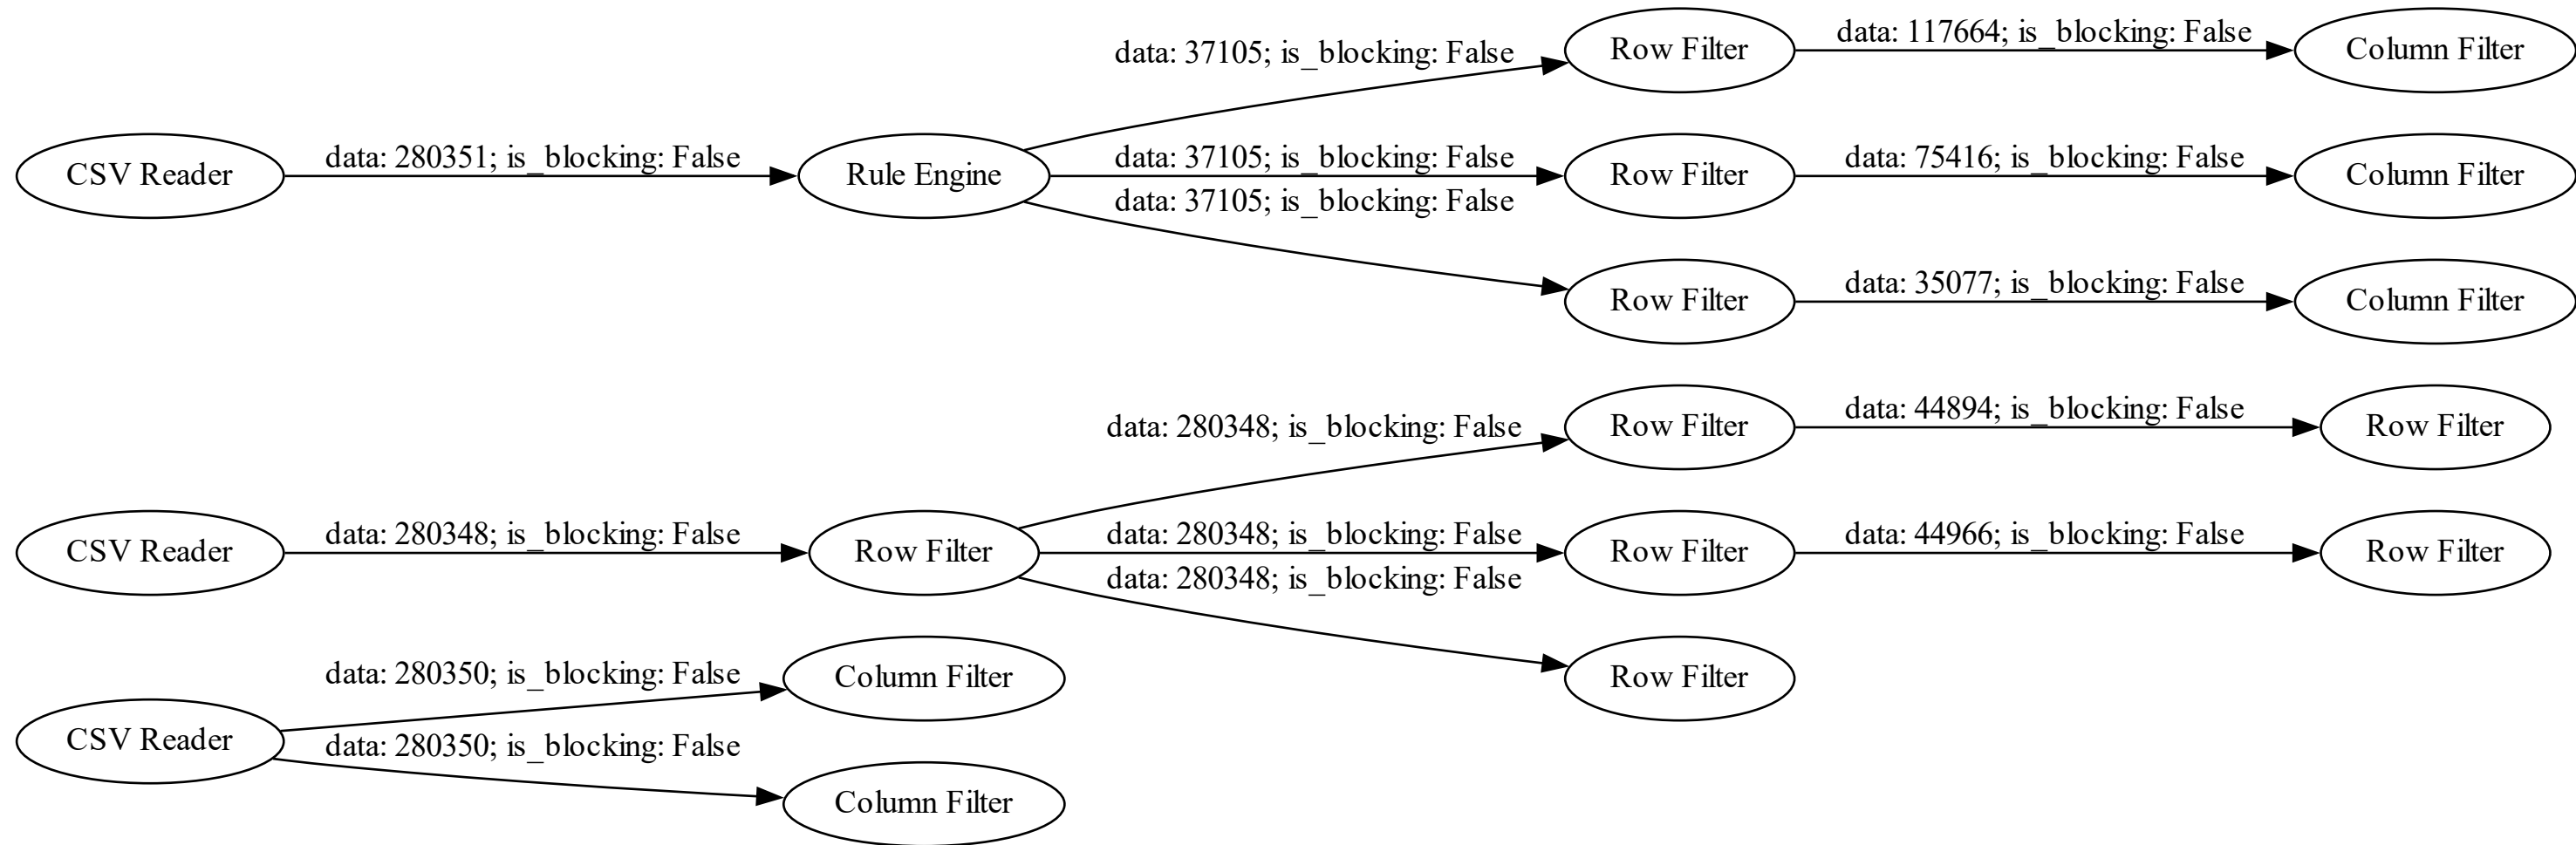 data: 37105; is_blocking: False
Row Filter
data: 117664; is_blocking: False
Column Filter
CSV Reader
data: 280351; is_blocking: False
Rule Engine
data: 37105; is_blocking: False
Row Filter
data: 75416; is_blocking: False
Column Filter
data: 37105; is_blocking: False
Row Filter
data: 35077; is_blocking: False
Column Filter
data: 280348; is_blocking: False
Row Filter
data: 44894; is_blocking: False
Row Filter
CSV Reader
data: 280348; is_blocking: False
Row Filter
data: 280348; is_blocking: False
Row Filter
data: 44966; is_blocking: False
Row Filter
data: 280348; is_blocking: False
Row Filter
CSV Reader
data: 280350; is_blocking: False
Column Filter
data: 280350; is_blocking: False
Column Filter